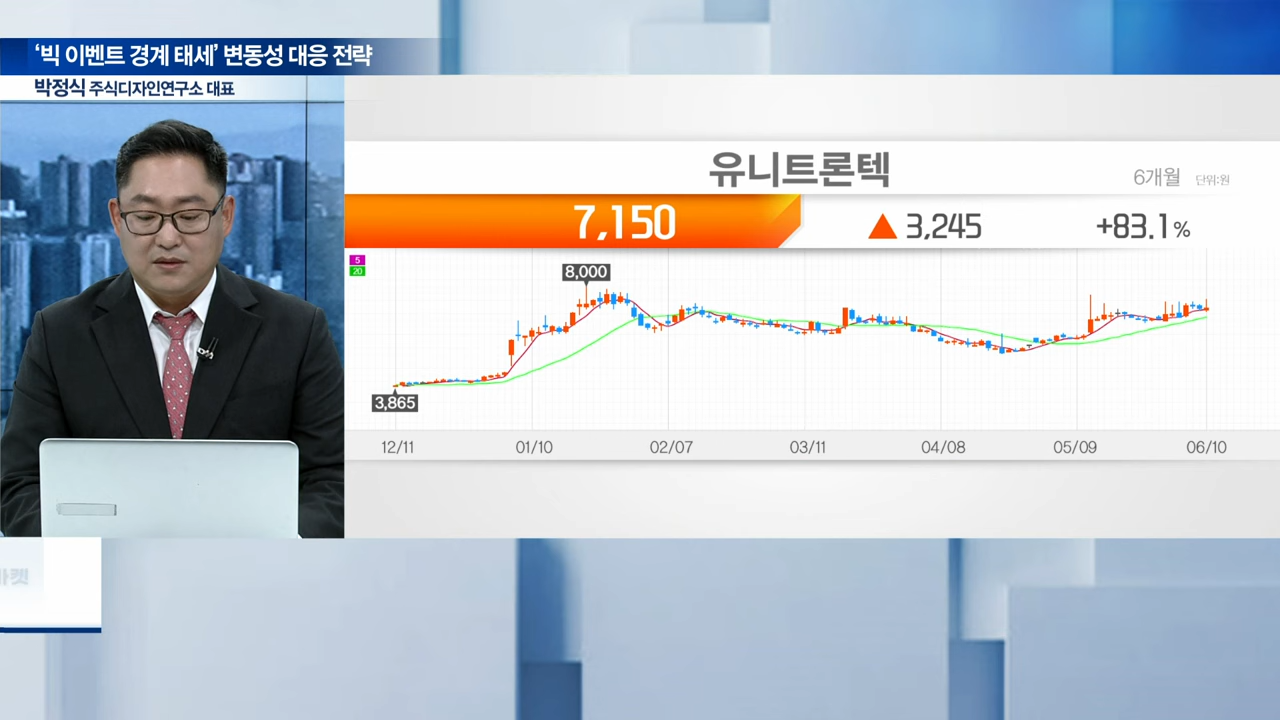 ‘빅 이벤트 경계 태세’ 변동성 대응 전략
박정식 주식디자인연구소 대표
유니트론텍
6개월 단위:원
7,150 ▲ 3,245 +83.1%
5
20
8,000
3,865
12/11 01/10 02/07 03/11 04/08 05/09 06/10
마켓